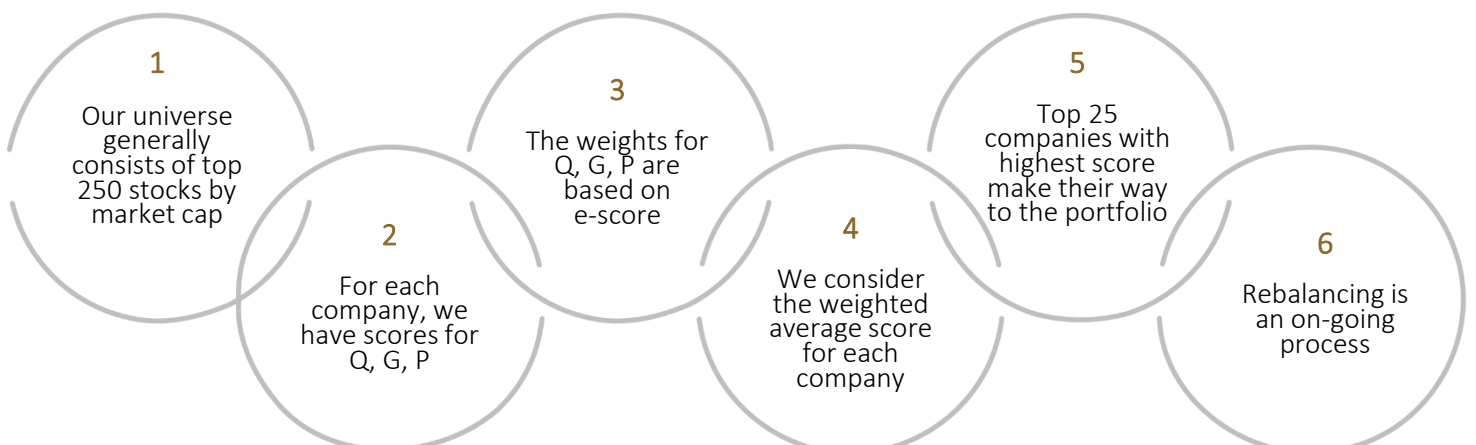 1
Our universe
generally
consists of top
250 stocks by
market cap
2
For each
company, we
have scores for
Q, G, P
3
The weights for
Q, G, P are
based on
e-score
4
We consider
the weighted
average score
for each
company
5
Top 25
companies with
highest score
make their way
to the portfolio
6
Rebalancing is
an on-going
process